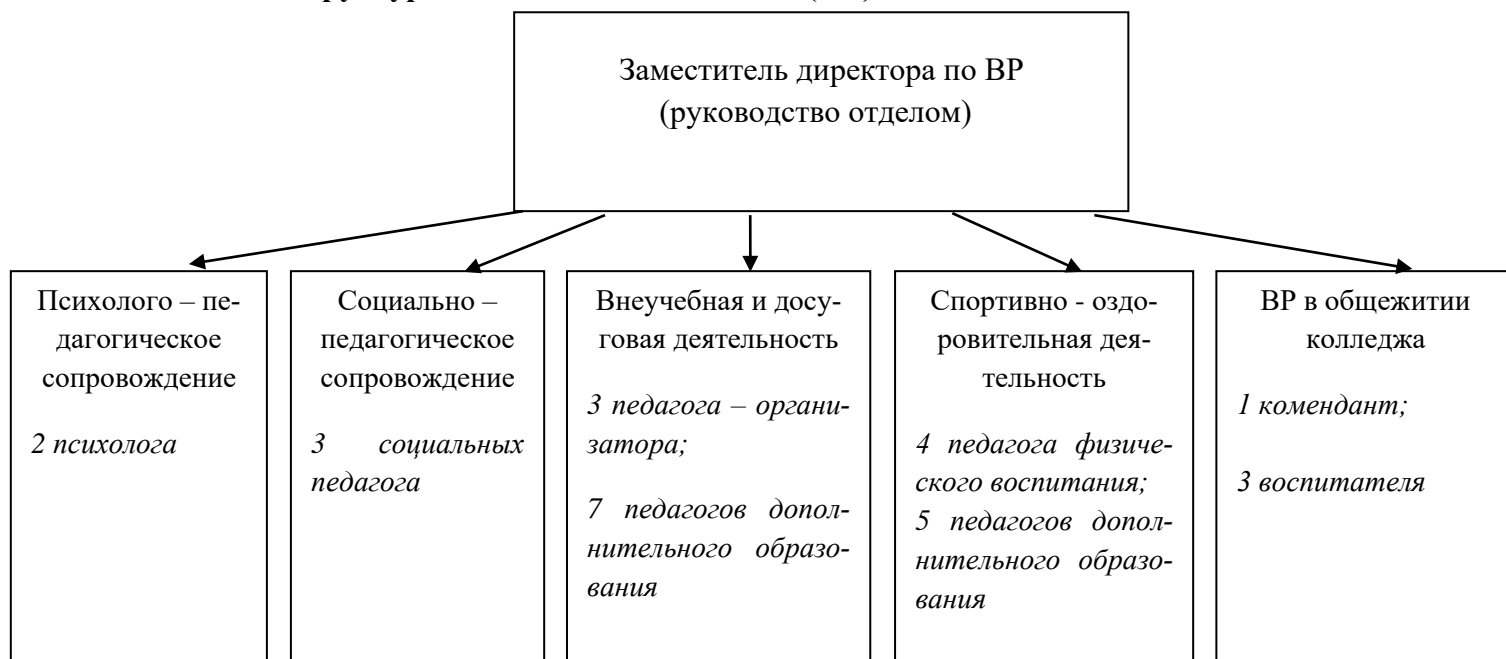 Заместитель директора по ВР
(руководство отделом)
Психолого – пе-
дагогическое
сопровождение
2 психолога
Социально –
педагогическое
сопровождение
3 социальных
педагога
Внеучебная и досу-
говая деятельность
3 педагога – органи-
затора;
7 педагогов допол-
нительного образо-
вания
Спортивно - оздо-
ровительная дея-
тельность
4 педагога физиче-
ского воспитания;
5 педагогов допол-
нительного образо-
вания
ВР в общежитии
колледжа
1 комендант;
3 воспитателя